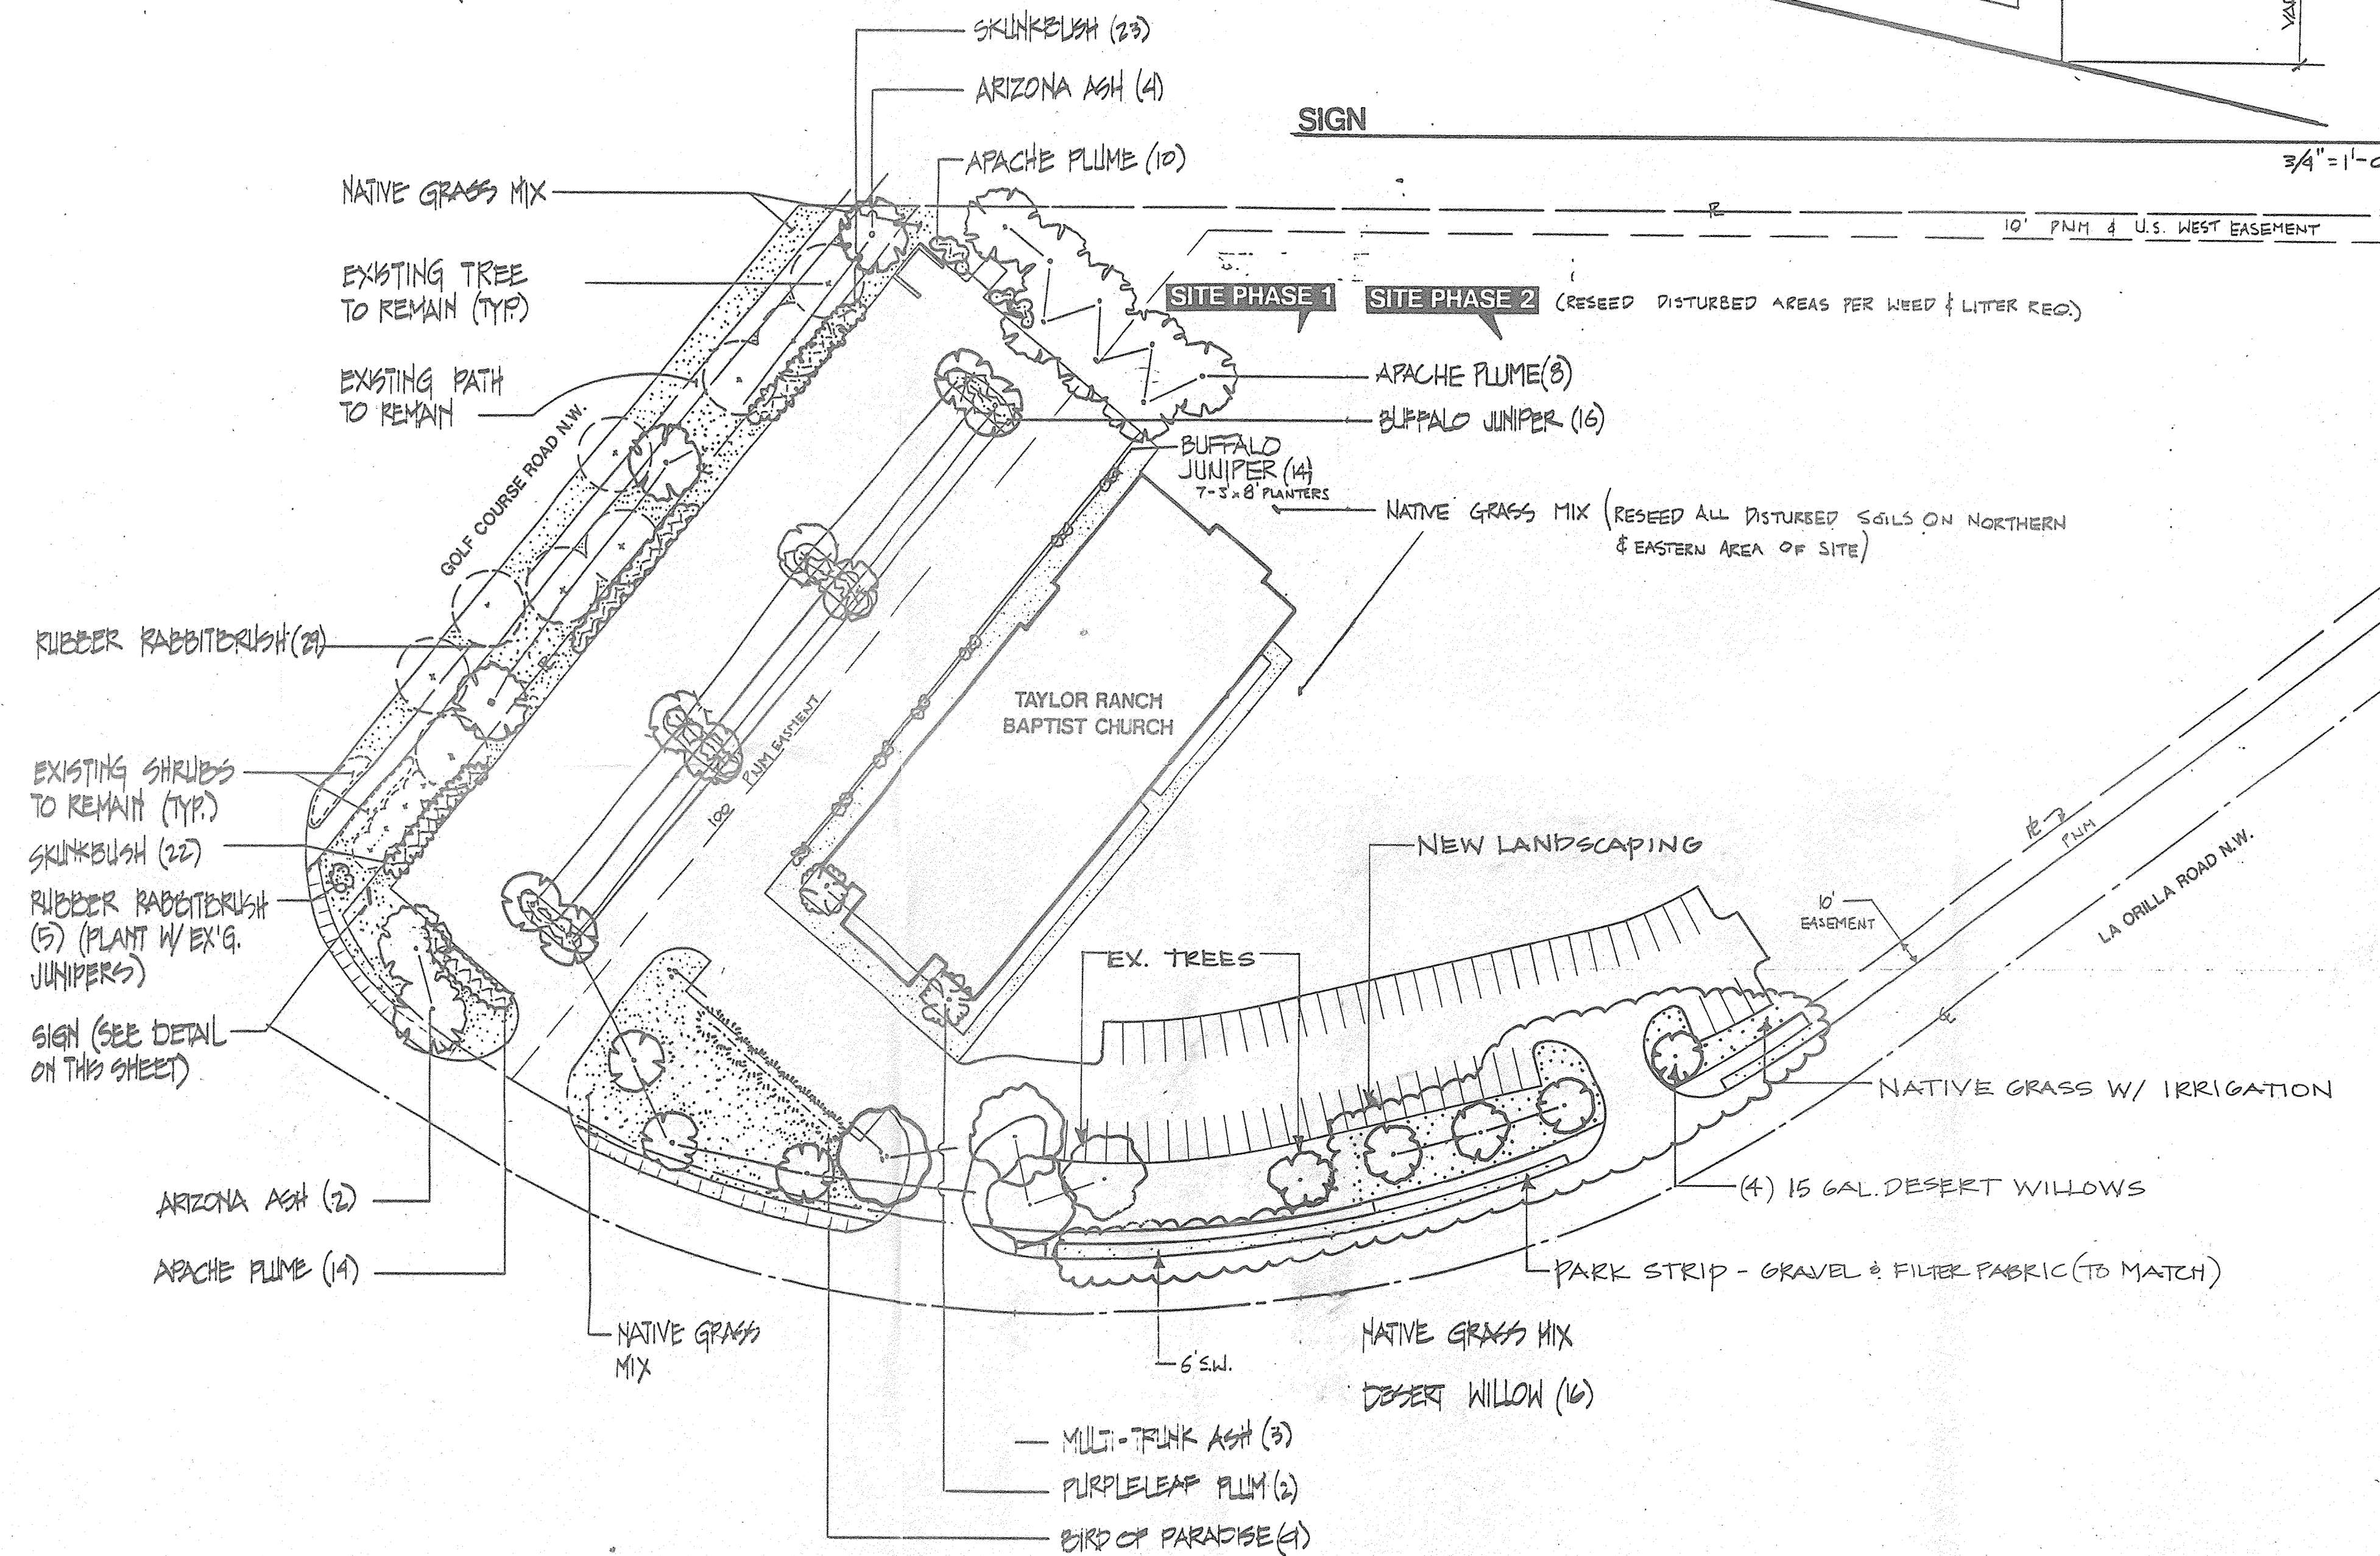 SKUNKBUSH (23)
ARIZONA ASH (4)
SIGN
APACHE PLUME (10)
3/4" = 1'-0
NATIVE GRASS MIX
10' PNM & U.S. WEST EASEMENT
EXISTING TREE
TO REMAIN (TYP.)
SITE PHASE 1
SITE PHASE 2
(RESEED DISTURBED AREAS PER WEED & LITTER REQ.)
EXISTING PATH
TO REMAIN
APACHE PLUME(8)
BUFFALO JUNIPER (16)
BUFFALO
JUNIPER (14)
7-3'x8' PLANTERS
GOLF COURSE ROAD N.W.
NATIVE GRASS MIX (RESEED ALL DISTURBED SOILS ON NORTHERN
& EASTERN AREA OF SITE)
RUBBER RABBITBRUSH(29)
TAYLOR RANCH
BAPTIST CHURCH
100 PNM EASMENT
EXISTING SHRUBS
TO REMAIN (TYP.)
SKUNKBUSH (22)
RUBBER RABBITBRUSH
(5) (PLANT W/ EX'G.
JUNIPERS)
SIGN (SEE DETAIL
ON THIS SHEET)
NEW LANDSCAPING
PNM
LA ORILLA ROAD N.W.
10'
EASEMENT
EX. TREES
NATIVE GRASS W/ IRRIGATION
(4) 15 GAL. DESERT WILLOWS
ARIZONA ASH (2)
APACHE PLUME (14)
PARK STRIP - GRAVEL & FILTER FABRIC (TO MATCH)
NATIVE GRASS
MIX
6' S.W.
NATIVE GRASS MIX
DESERT WILLOW (16)
MULTI-TRUNK ASH (3)
PURPLELEAF PLUM (2)
BIRD OF PARADISE